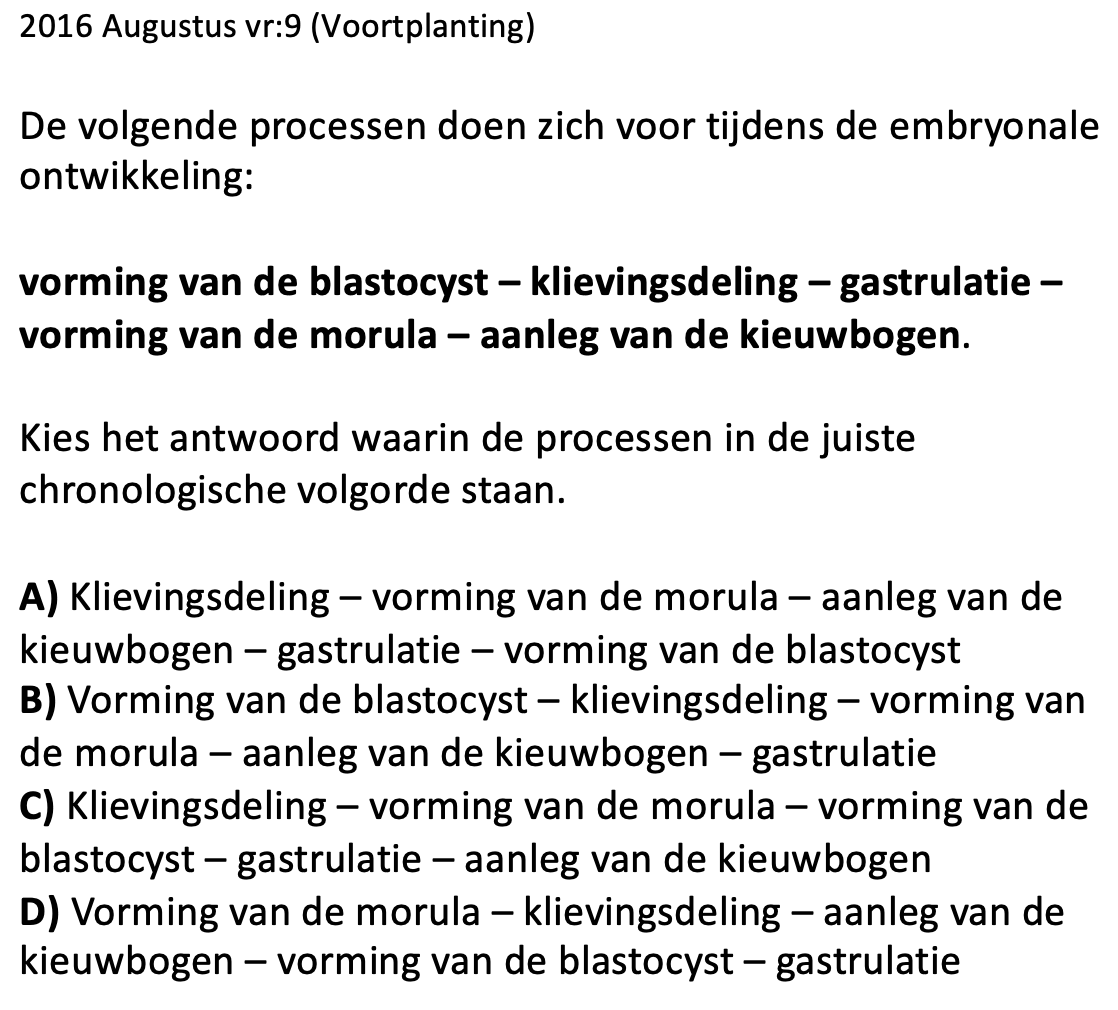 2016 Augustus vr:9 (Voortplanting)
De volgende processen doen zich voor tijdens de embryonale
ontwikkeling:
vorming van de blastocyst – klievingsdeling – gastrulatie –
vorming van de morula – aanleg van de kieuwbogen.
Kies het antwoord waarin de processen in de juiste
chronologische volgorde staan.
A) Klievingsdeling – vorming van de morula – aanleg van de
kieuwbogen – gastrulatie – vorming van de blastocyst
B) Vorming van de blastocyst – klievingsdeling – vorming van
de morula – aanleg van de kieuwbogen – gastrulatie
C) Klievingsdeling – vorming van de morula – vorming van de
blastocyst – gastrulatie – aanleg van de kieuwbogen
D) Vorming van de morula – klievingsdeling – aanleg van de
kieuwbogen – vorming van de blastocyst – gastrulatie